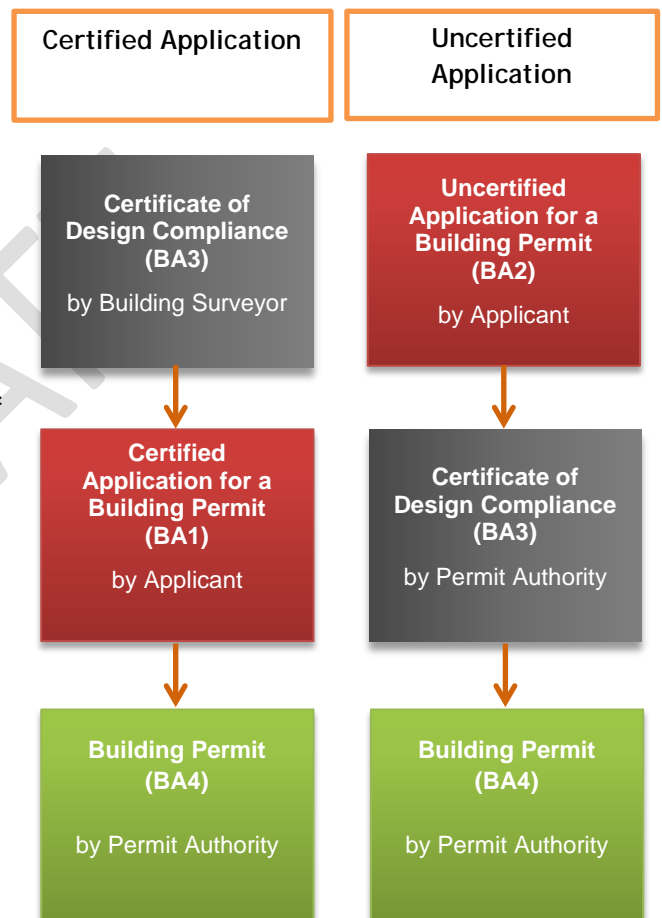 Certified Application
Uncertified
Application
Certificate of
Design Compliance
(BA3)
by Building Surveyor
Certified
Application for a
Building Permit
(BA1)
by Applicant
Building Permit
(BA4)
by Permit Authority
Uncertified
Application for a
Building Permit
(BA2)
by Applicant
Certificate of
Design Compliance
(BA3)
by Permit Authority
Building Permit
(BA4)
by Permit Authority